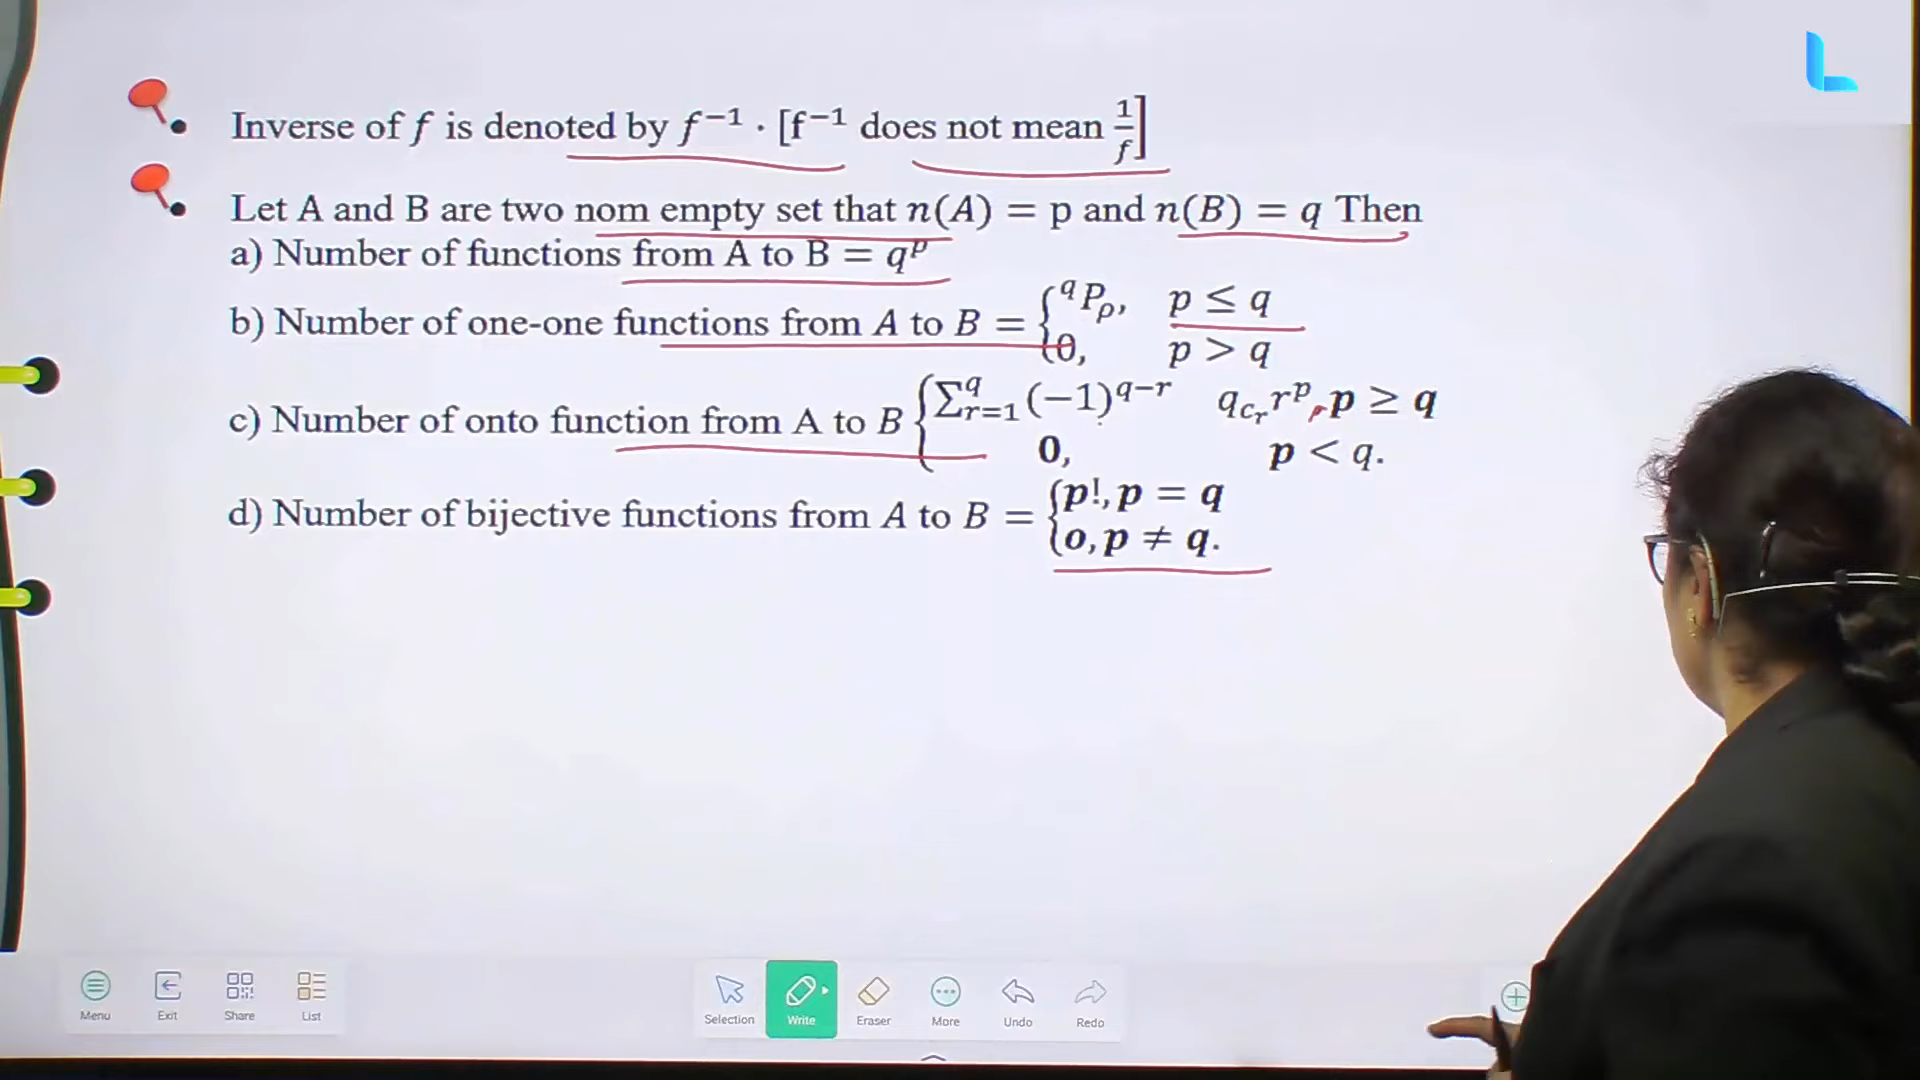 • Inverse of f is denoted by f⁻¹ · [f⁻¹ does not mean 1/f]
• Let A and B are two nom empty set that n(A) = p and n(B) = q Then
a) Number of functions from A to B = q^p
b) Number of one-one functions from A to B = { ^qP_p, p ≤ q
0, p > q
c) Number of onto function from A to B { Σ_{r=1}^{q} (−1)^{q−r} q_{c_r} r^p, p ≥ q
0, p < q.
d) Number of bijective functions from A to B = { p!, p = q
o, p ≠ q.
Menu Exit Share List Selection Write Eraser More Undo Redo